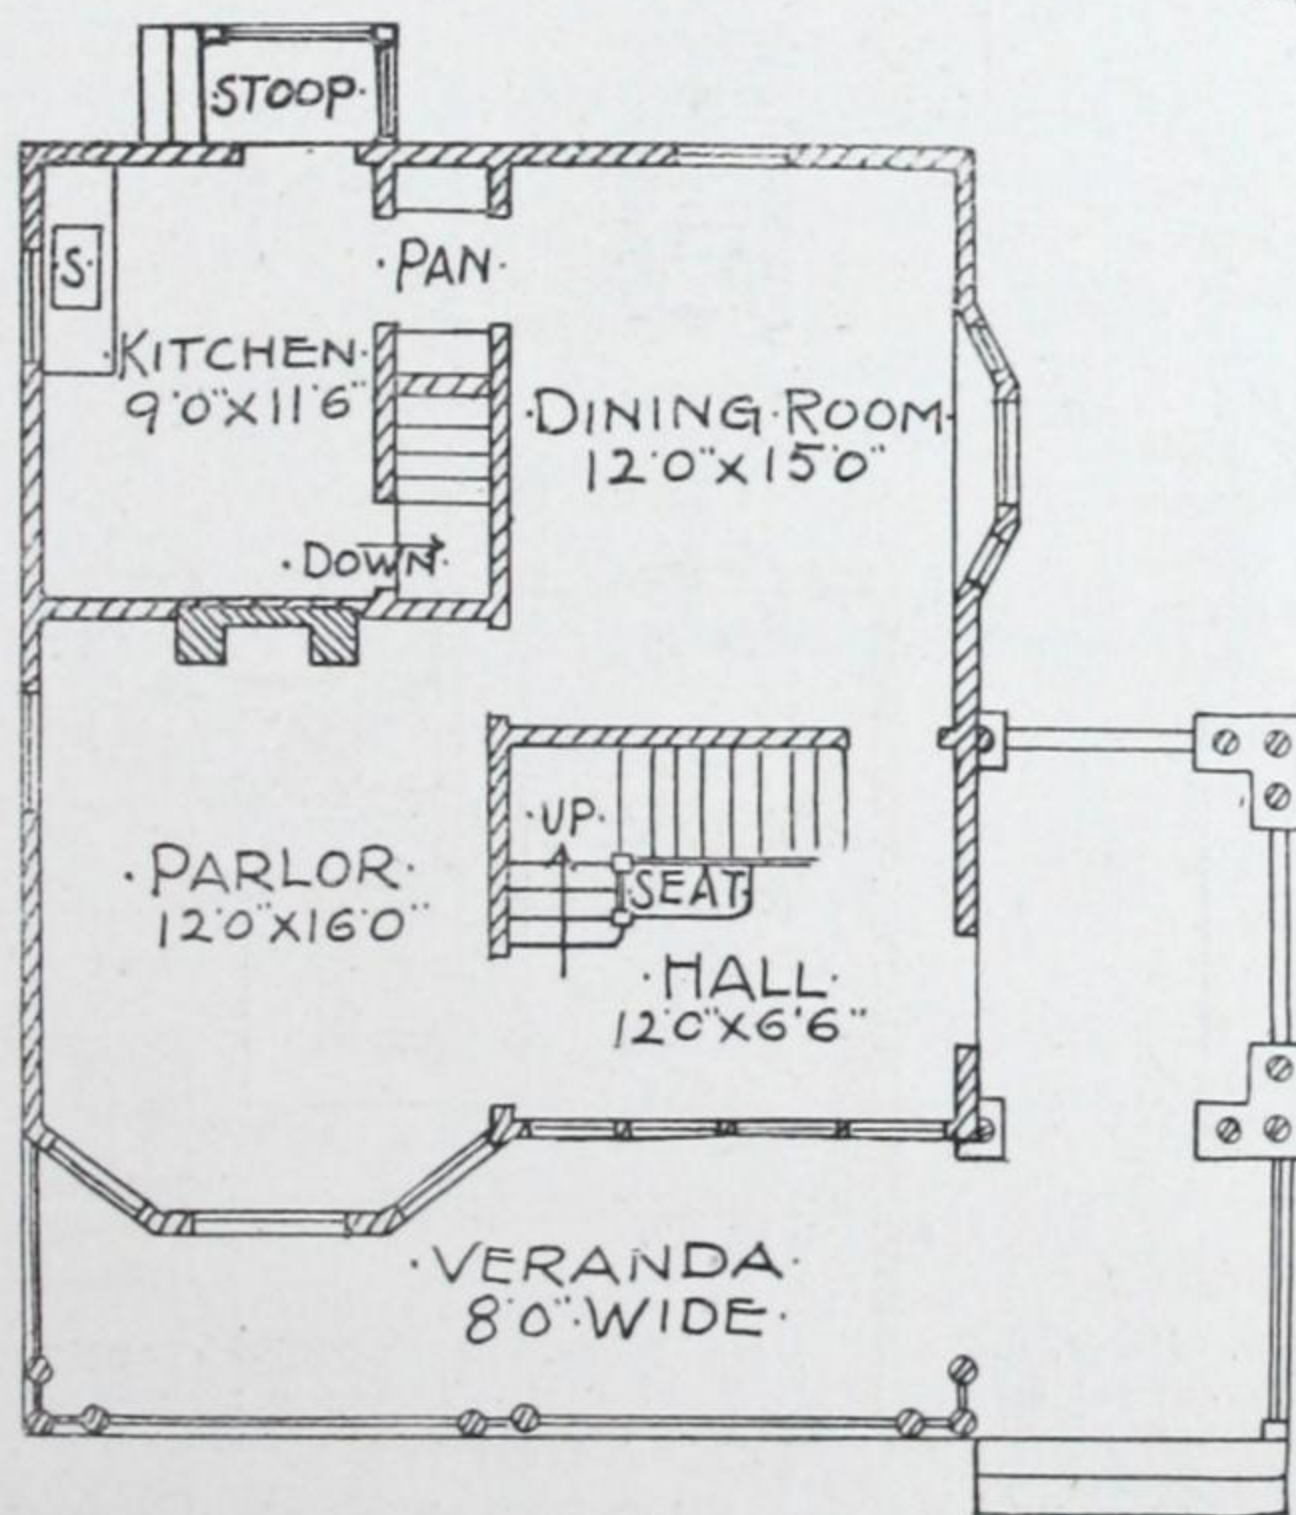 ·STOOP·
·S·
·PAN·
·KITCHEN·
9'0"X11'6"
·DINING·ROOM·
12'0"X15'0"
·DOWN·
·UP·
·SEAT·
·PARLOR·
12'0"X16'0"
·HALL·
12'0"X6'6"
·VERANDA·
8'0"·WIDE·